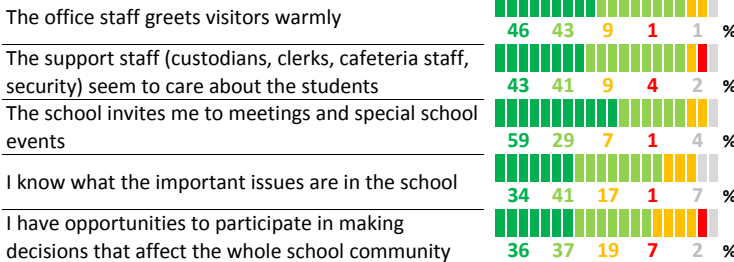 The office staff greets visitors warmly
46 43 9 1 1 %
The support staff (custodians, clerks, cafeteria staff,
security) seem to care about the students
43 41 9 4 2 %
The school invites me to meetings and special school
events
59 29 7 1 4 %
I know what the important issues are in the school
34 41 17 1 7 %
I have opportunities to participate in making
decisions that affect the whole school community
36 37 19 7 2 %